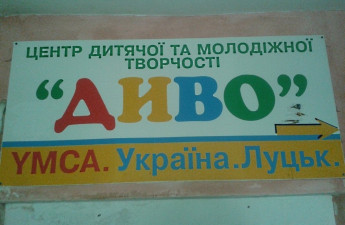 ЦЕНТР ДИТЯЧОЇ ТА МОЛОДІЖНОЇ
ТВОРЧОСТІ
“ДИВО”
YMCA. Україна. Луцьк.